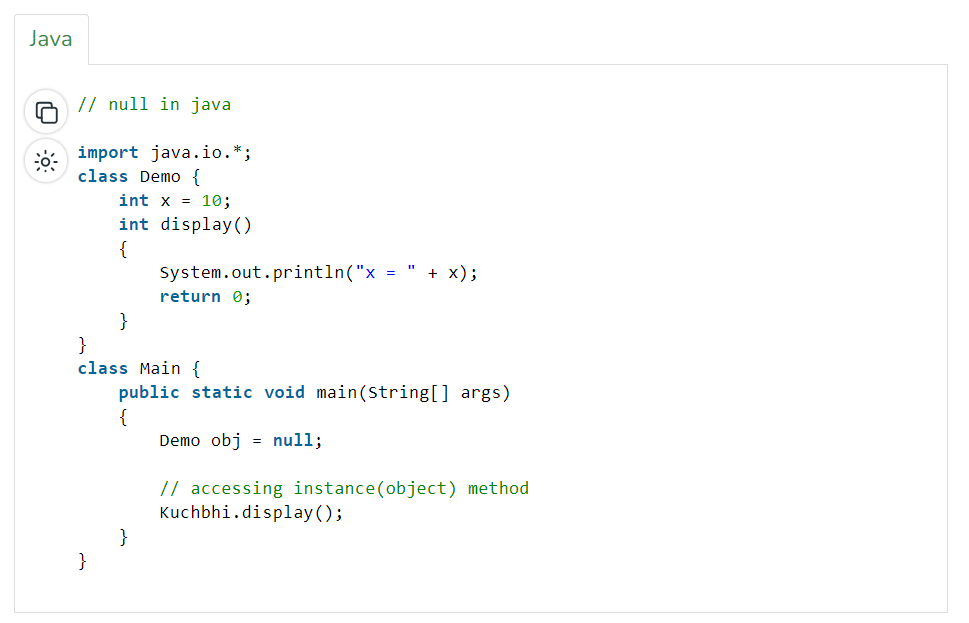 Java
// null in java
import java.io.*;
class Demo {
    int x = 10;
    int display()
    {
        System.out.println("x = " + x);
        return 0;
    }
}
class Main {
    public static void main(String[] args)
    {
        Demo obj = null;
        // accessing instance(object) method
        Kuchbhi.display();
    }
}